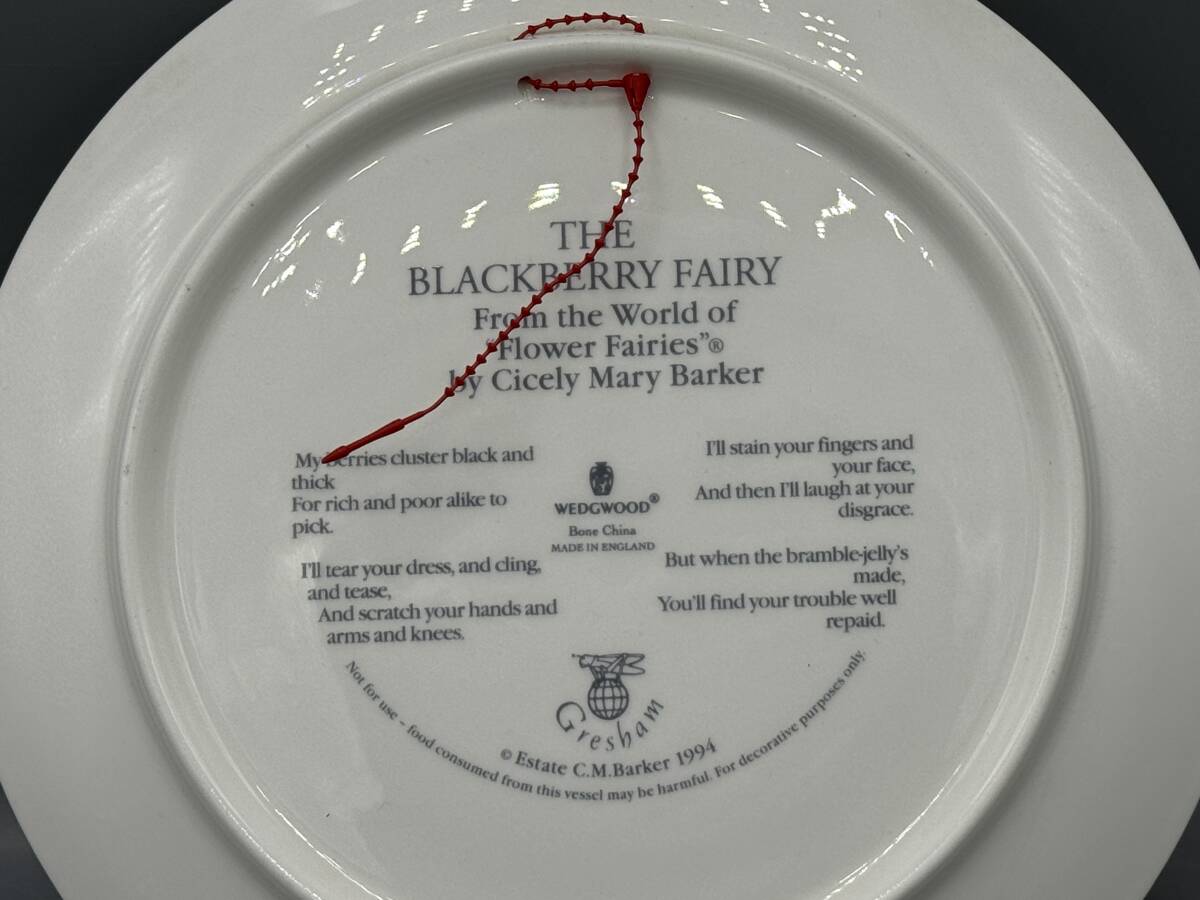 THE
BLACKBERRY FAIRY
From the World of
“Flower Fairies”®
by Cicely Mary Barker
My berries cluster black and
thick
For rich and poor alike to
pick.
I'll tear your dress, and cling,
and tease,
And scratch your hands and
arms and knees.
WEDGWOOD®
Bone China
MADE IN ENGLAND
I'll stain your fingers and
your face,
And then I'll laugh at your
disgrace.
But when the bramble-jelly's
made,
You'll find your trouble well
repaid.
Gresham
© Estate C.M.Barker 1994
Not for use - food consumed from this vessel may be harmful. For decorative purposes only.